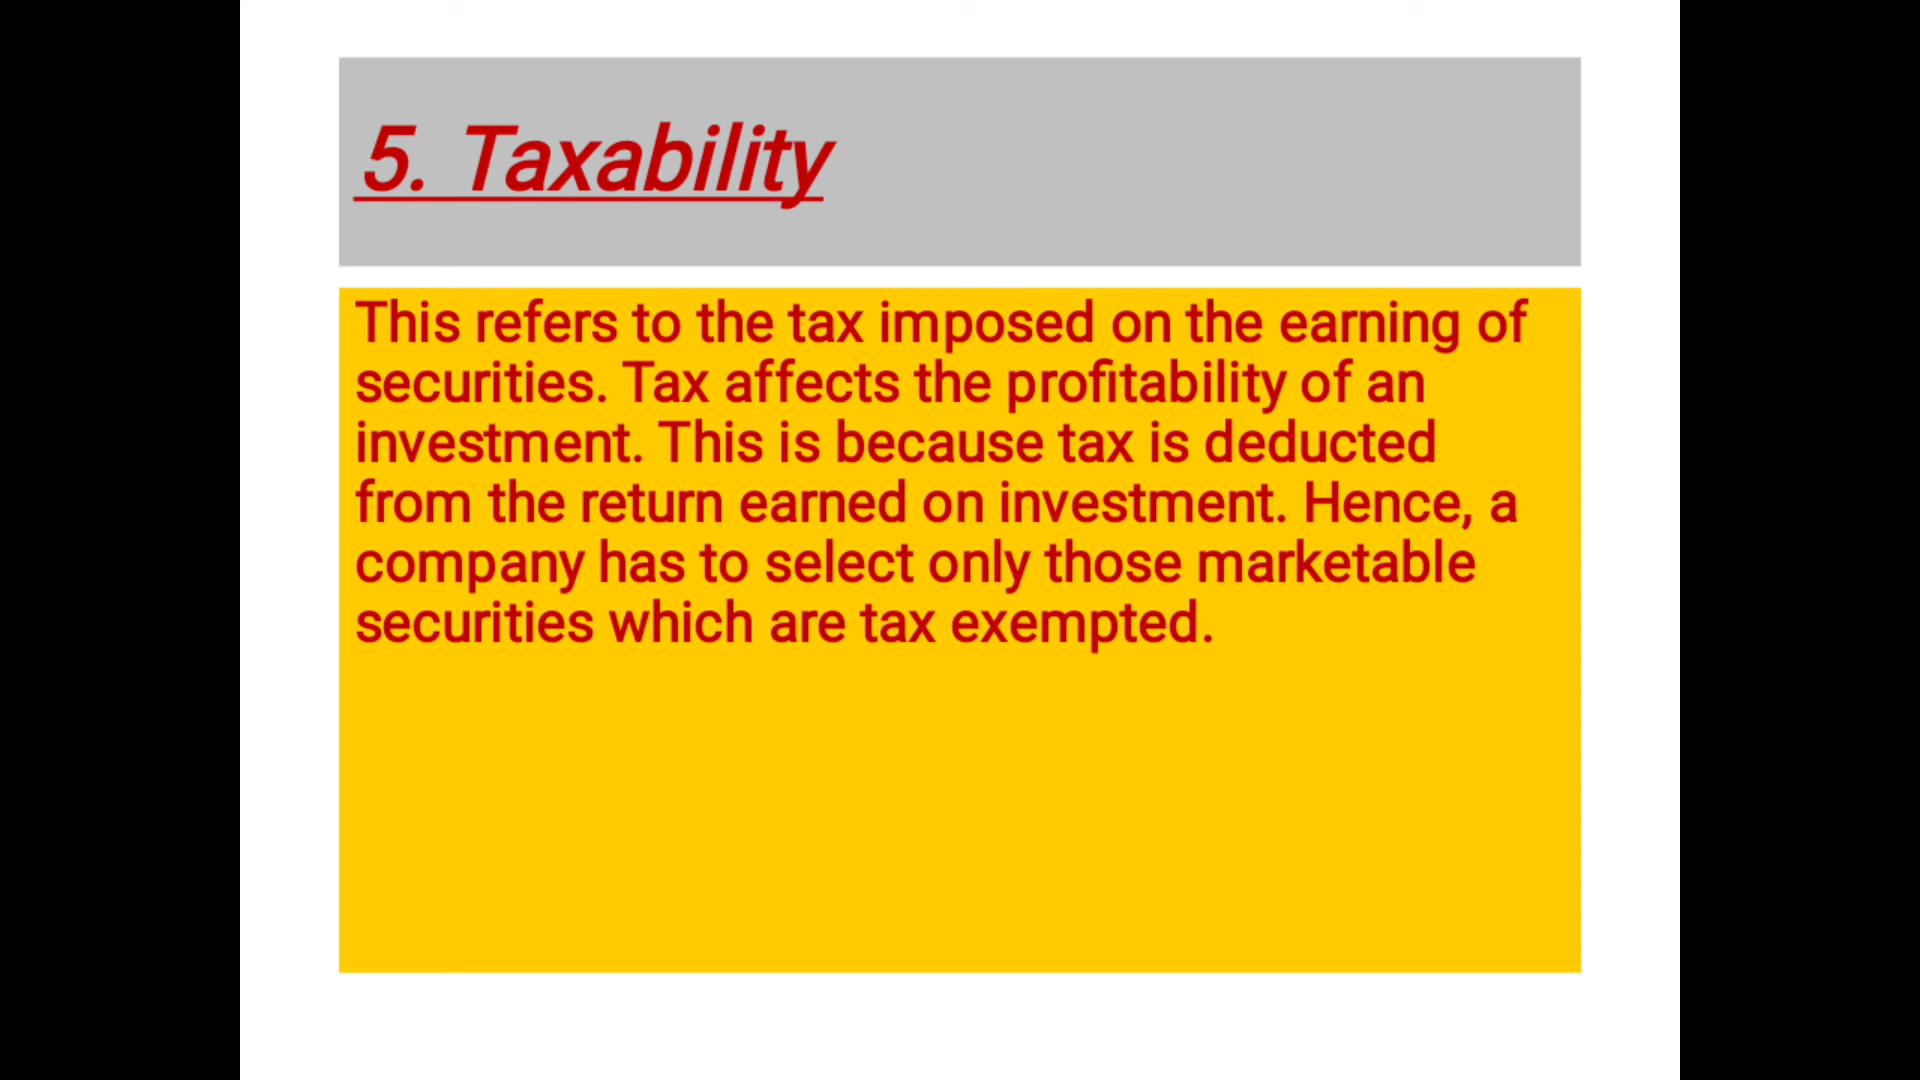 5. Taxability
This refers to the tax imposed on the earning of
securities. Tax affects the profitability of an
investment. This is because tax is deducted
from the return earned on investment. Hence, a
company has to select only those marketable
securities which are tax exempted.